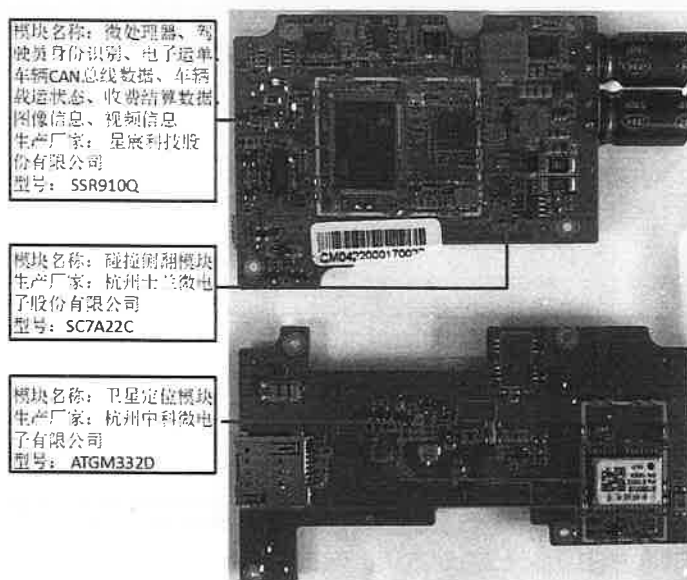 模块名称：微处理器、驾
驶员身份识别、电子运单
车辆CAN总线数据、车辆
载运状态、收费结算数据
图像信息、视频信息
生产厂家：星宸科技股
份有限公司
型号：SSR910Q
模块名称：碰撞侧翻模块
生产厂家：杭州士兰微电
子股份有限公司
型号：SC7A22C
模块名称：卫星定位模块
生产厂家：杭州中科微电
子有限公司
型号：ATGM332D